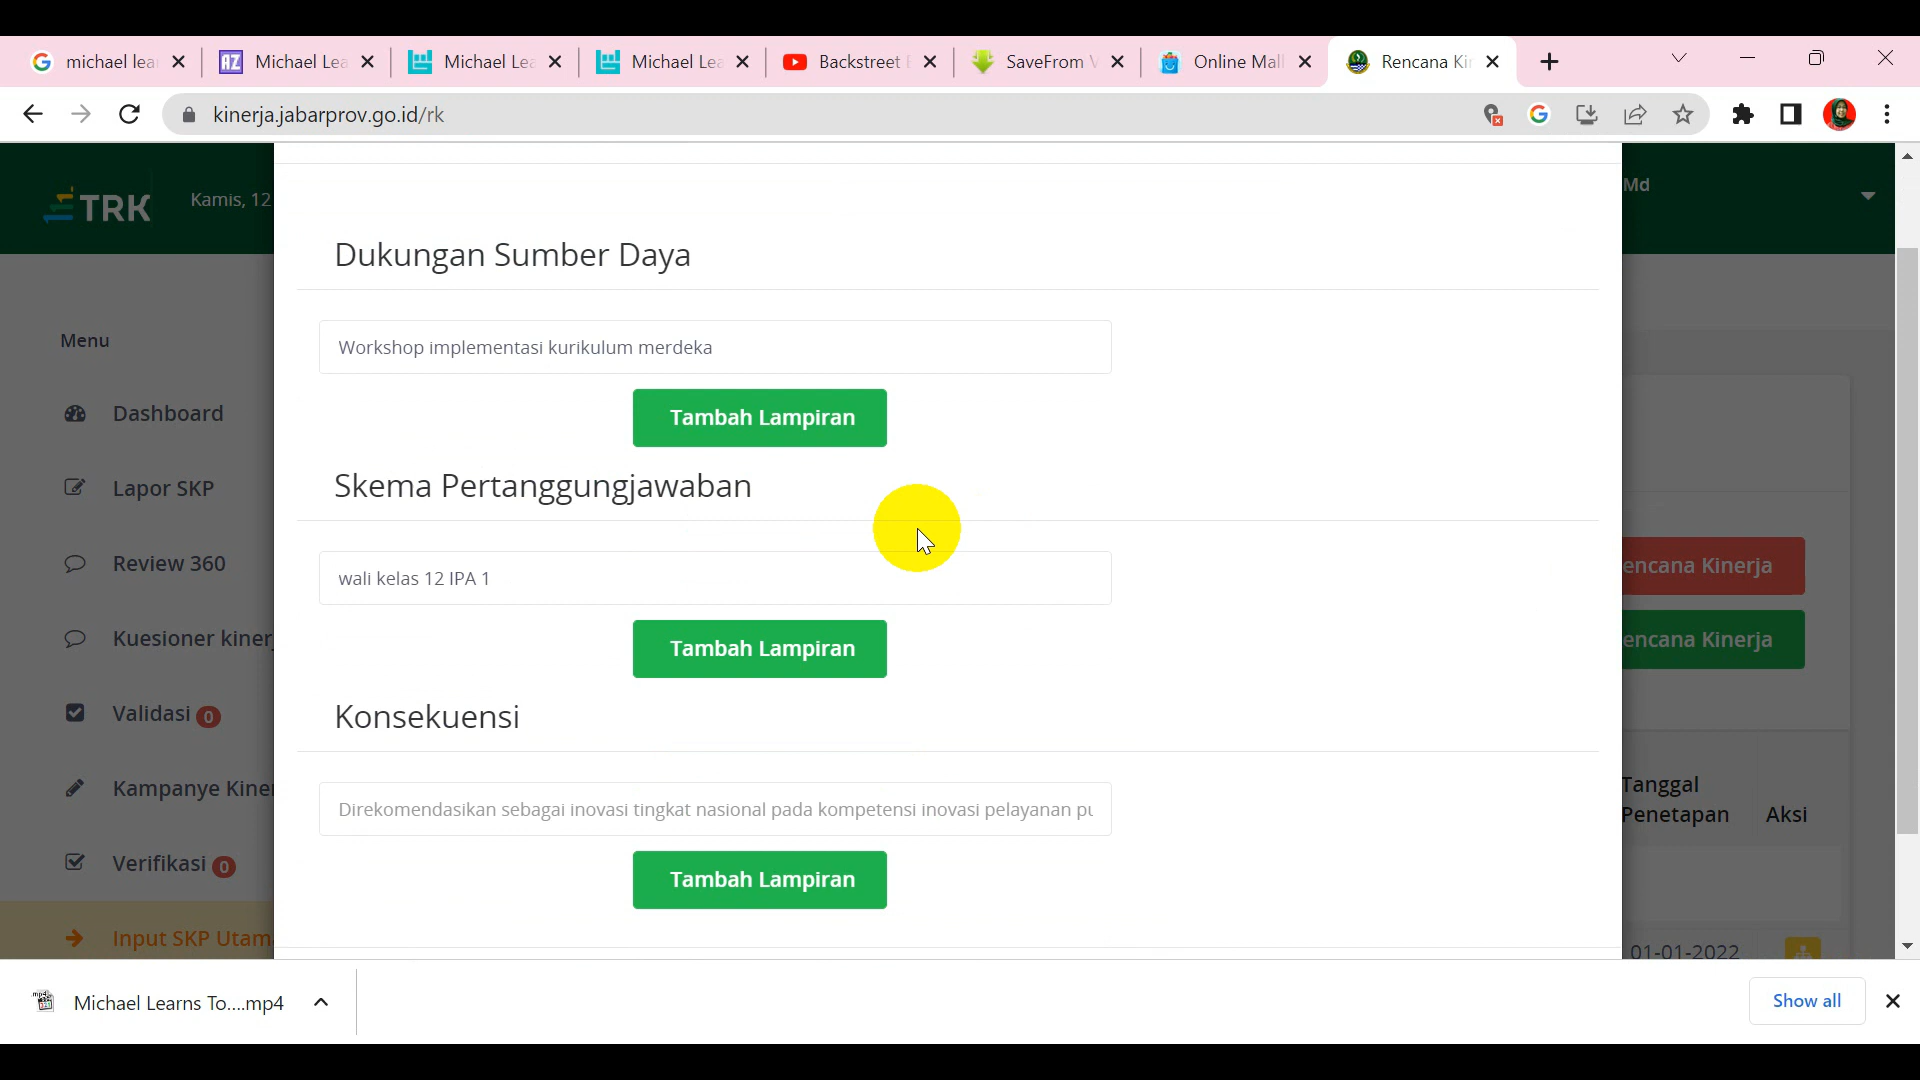 michael lea
Michael Lea
Michael Le
Michael Lea
Backstreet
SaveFrom
Online Mall
Rencana Ki
kinerja.jabarprov.go.id/rk
TRK
Kamis, 12
Md
Menu
Dashboard
Lapor SKP
Review 360
Kuesioner kiner
Validasi 0
Kampanye Kine
Verifikasi 0
Input SKP Utam
Dukungan Sumber Daya
Workshop implementasi kurikulum merdeka
Tambah Lampiran
Skema Pertanggungjawaban
wali kelas 12 IPA 1
Tambah Lampiran
Konsekuensi
Direkomendasikan sebagai inovasi tingkat nasional pada kompetensi inovasi pelayanan pu
Tambah Lampiran
encana Kinerja
encana Kinerja
Tanggal
Penetapan
Aksi
01-01-2022
Michael Learns To....mp4
Show all